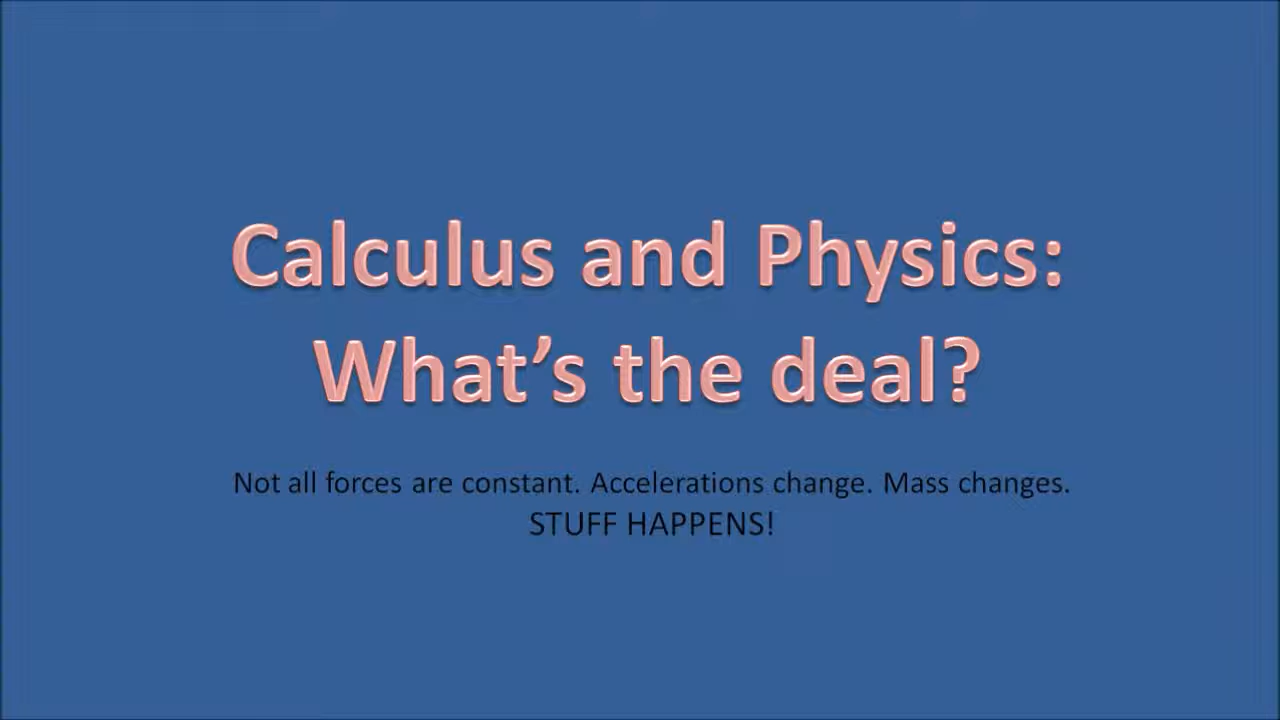 Calculus and Physics:
What’s the deal?
Not all forces are constant. Accelerations change. Mass changes.
STUFF HAPPENS!